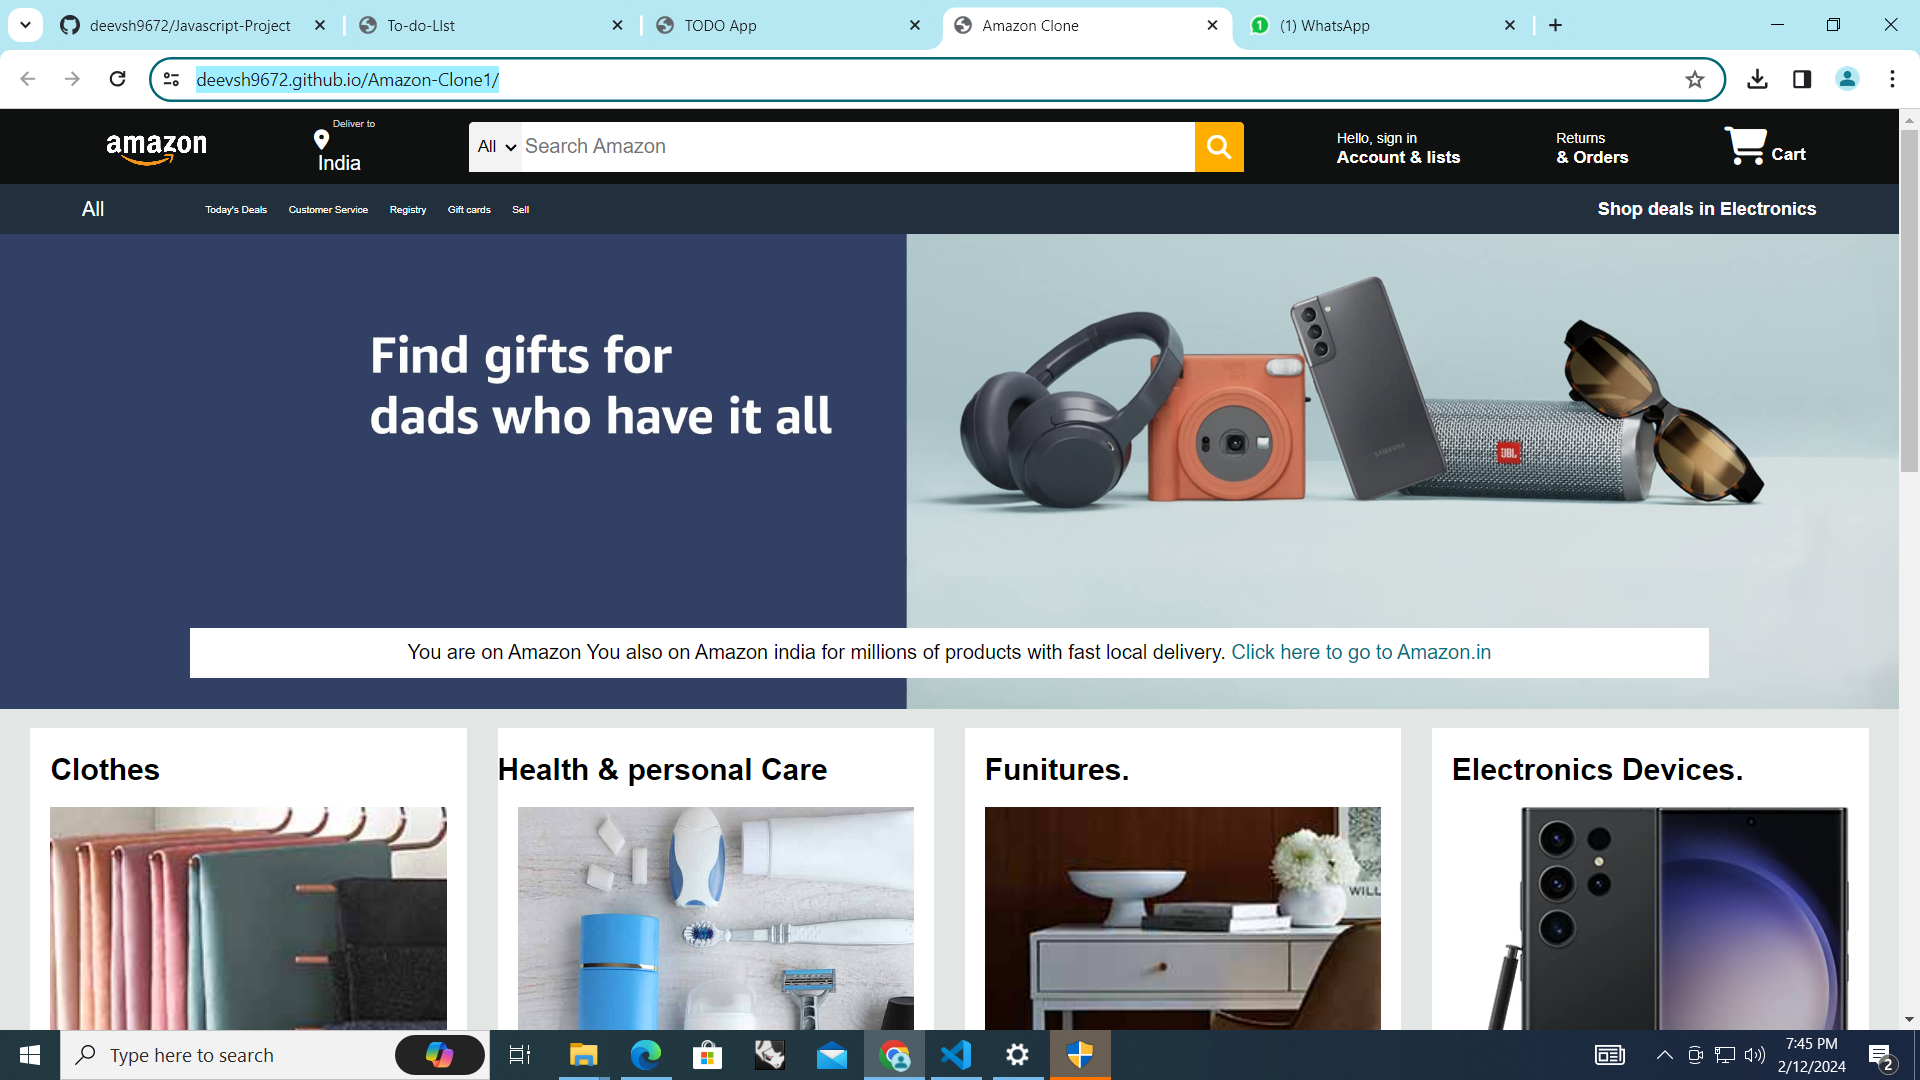 deevsh9672/Javascript-Project
To-do-LIst
TODO App
Amazon Clone
(1) WhatsApp
deevsh9672.github.io/Amazon-Clone1/
amazon
Deliver to
India
All
Search Amazon
Hello, sign in
Account & lists
Returns
& Orders
Cart
All
Today's Deals
Customer Service
Registry
Gift cards
Sell
Shop deals in Electronics
Find gifts for
dads who have it all
SAMSUNG
JBL
You are on Amazon You also on Amazon india for millions of products with fast local delivery. Click here to go to Amazon.in
Clothes
Health & personal Care
Funitures.
Electronics Devices.
WILL
Type here to search
7:45 PM
2/12/2024
2